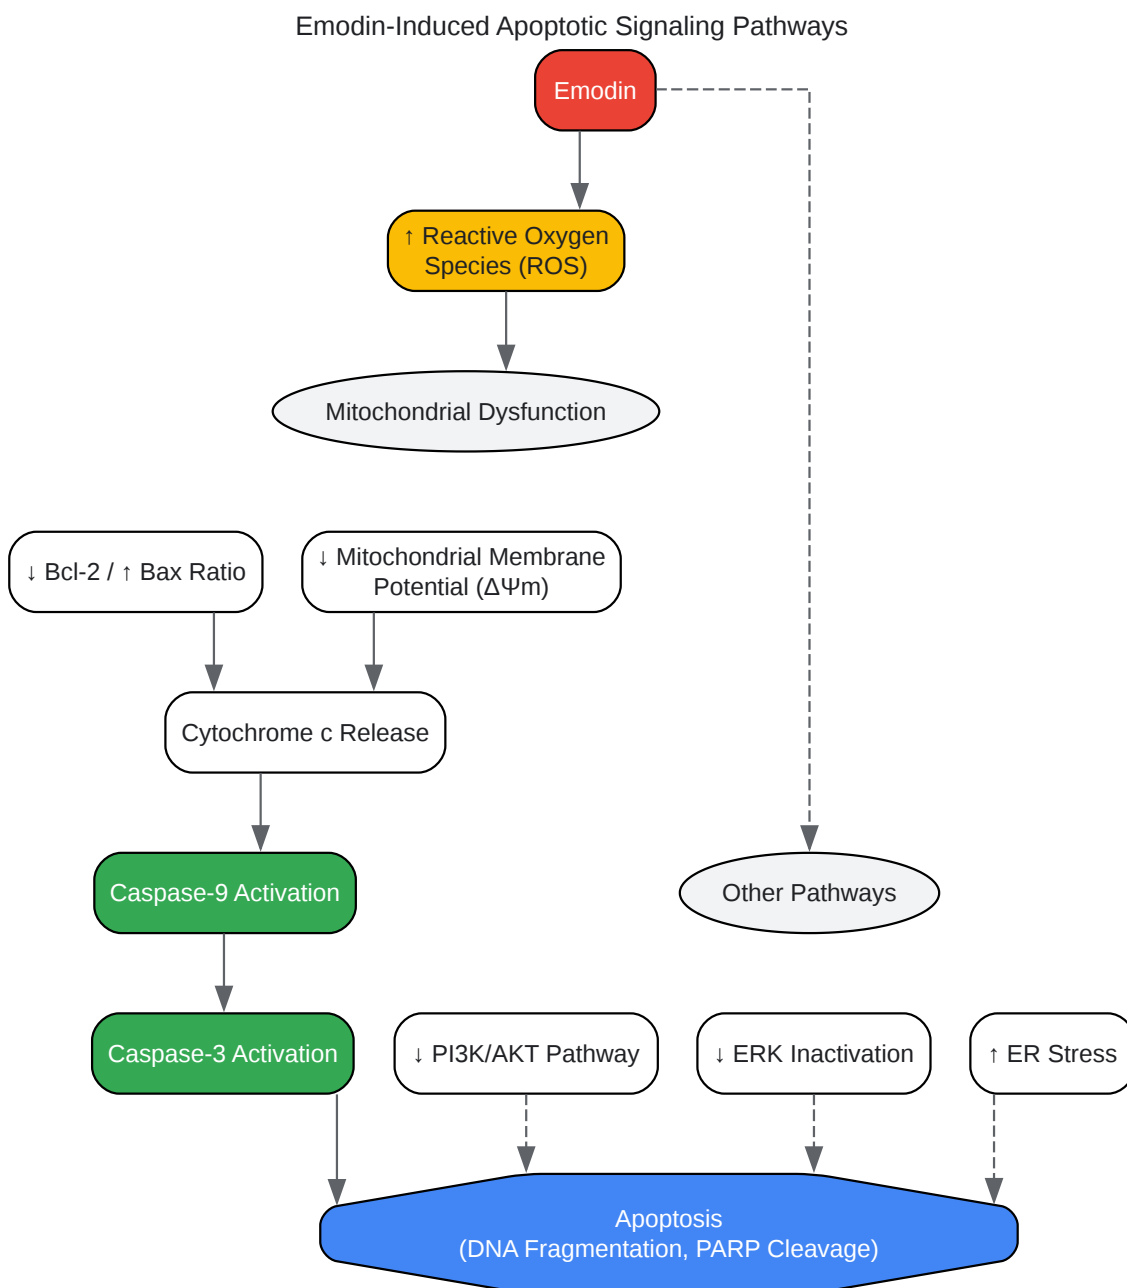 Emodin-Induced Apoptotic Signaling Pathways
Emodin
↑ Reactive Oxygen
Species (ROS)
Mitochondrial Dysfunction
↓ Bcl-2 / ↑ Bax Ratio
↓ Mitochondrial Membrane
Potential (ΔΨm)
Cytochrome c Release
Caspase-9 Activation
Other Pathways
Caspase-3 Activation
↓ PI3K/AKT Pathway
↓ ERK Inactivation
↑ ER Stress
Apoptosis
(DNA Fragmentation, PARP Cleavage)